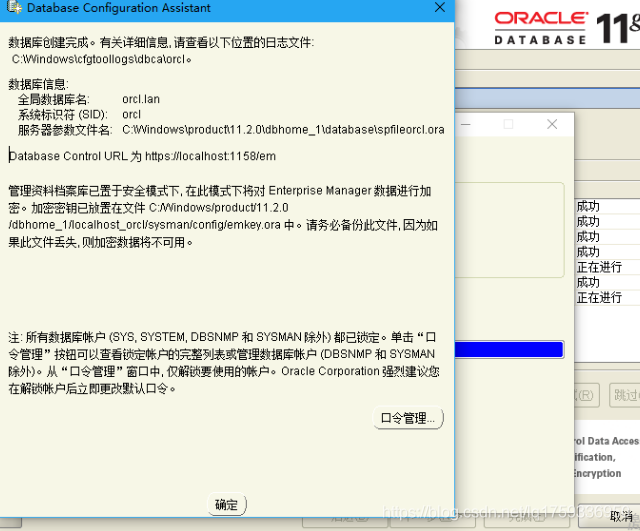 Database Configuration Assistant
ORACLE
DATABASE 11g
数据库创建完成。有关详细信息, 请查看以下位置的日志文件:
C:\Windows\cfgtoollogs\dbca\orcl。
数据库信息:
全局数据库名: orcl.lan
系统标识符 (SID): orcl
服务器参数文件名: C:\Windows\product\11.2.0\dbhome_1\database\spfileorcl.ora
Database Control URL 为 https://localhost:1158/em
管理资料档案库已置于安全模式下, 在此模式下将对 Enterprise Manager 数据进行加
密。加密密钥已放置在文件 C:/Windows/product/11.2.0
/dbhome_1/localhost_orcl/sysman/config/emkey.ora 中。请务必备份此文件, 因为如
果此文件丢失, 则加密数据将不可用。
注: 所有数据库帐户 (SYS, SYSTEM, DBSNMP 和 SYSMAN 除外) 都已锁定。单击“口
令管理”按钮可以查看锁定帐户的完整列表或管理数据库帐户 (DBSNMP 和 SYSMAN
除外)。从“口令管理”窗口中, 仅解锁要使用的帐户。Oracle Corporation 强烈建议您
在解锁帐户后立即更改默认口令。
口令管理...
确定
成功
成功
成功
成功
正在进行
成功
正在进行
(R)
跳过
rol Data Access
ification,
Encryption
取消